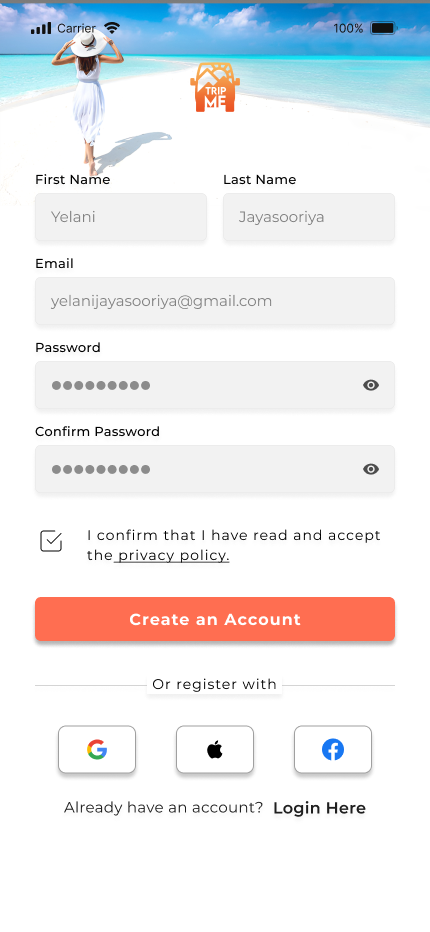 Carrier 100%
TRIP
ME
First Name Last Name
Yelani Jayasooriya
Email
yelanijayasooriya@gmail.com
Password
●●●●●●●●●
Confirm Password
●●●●●●●●●
I confirm that I have read and accept
the privacy policy.
Create an Account
Or register with
Already have an account? Login Here